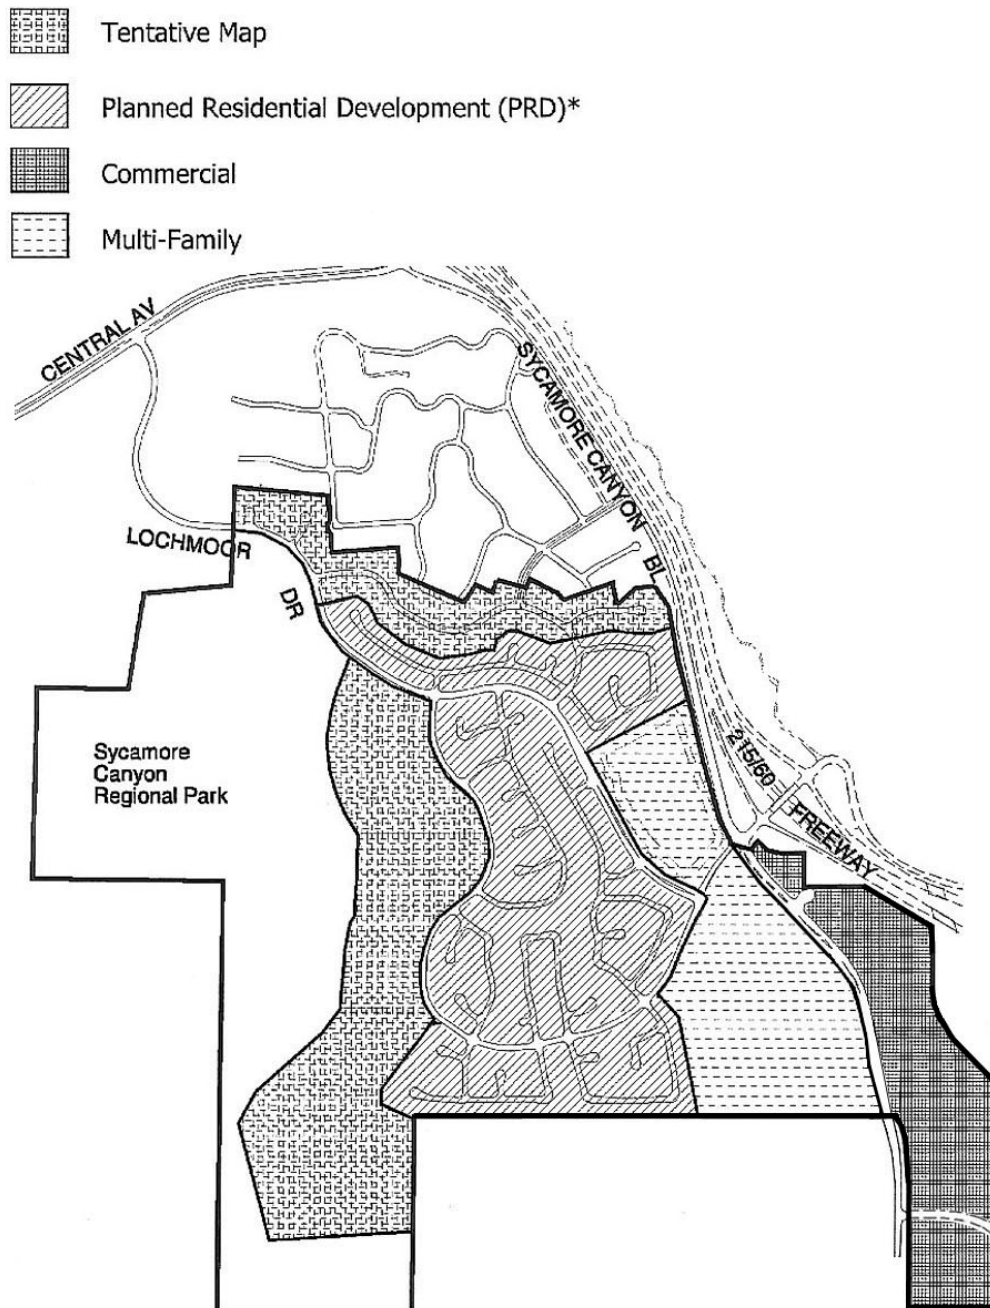 Tentative Map
Planned Residential Development (PRD)*
Commercial
Multi-Family
CENTRAL AV
SYCAMORE CANYON BL
LOCHMOOR DR
Sycamore
Canyon
Regional Park
215/60 FREEWAY